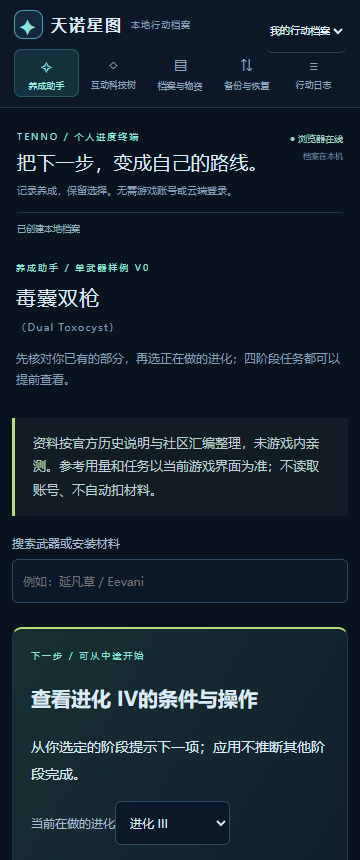 天诺星图 本地行动档案
我的行动档案
养成助手 互动科技树 档案与物资 备份与恢复 行动日志
TENNO / 个人进度终端
浏览器在线
把下一步，变成自己的路线。
档案在本机
记录养成，保留选择。无需游戏账号或云端登录。
已创建本地档案
养成助手 / 单武器样例 V0
毒囊双枪
（Dual Toxocyst）
先核对你已有的部分，再选正在做的进化；四阶段任务都可以
提前查看。
资料按官方历史说明与社区汇编整理，未游戏内亲
测。参考用量和任务以当前游戏界面为准；不读取
账号、不自动扣材料。
搜索武器或安装材料
例如：延凡草 / Eevani
下一步 / 可从中途开始
查看进化 IV的条件与操作
从你选定的阶段提示下一项；应用不推断其他阶
段完成。
当前在做的进化 进化 III